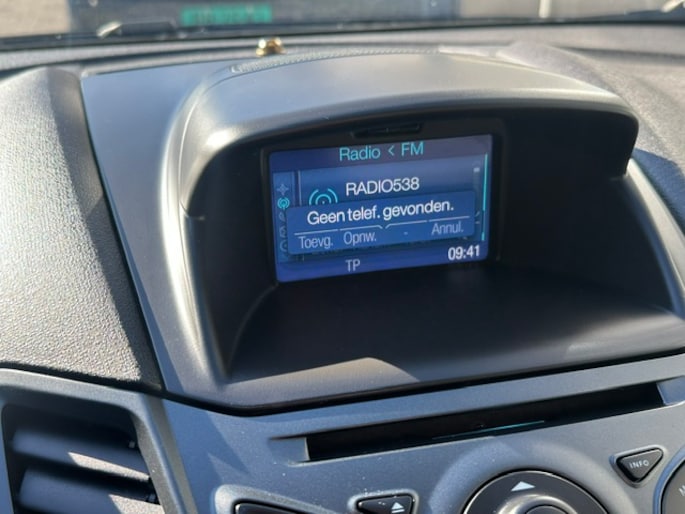 Radio < FM
RADIO538
Geen telef. gevonden.
Toevg. Opnw. Annul.
TP 09:41
INFO